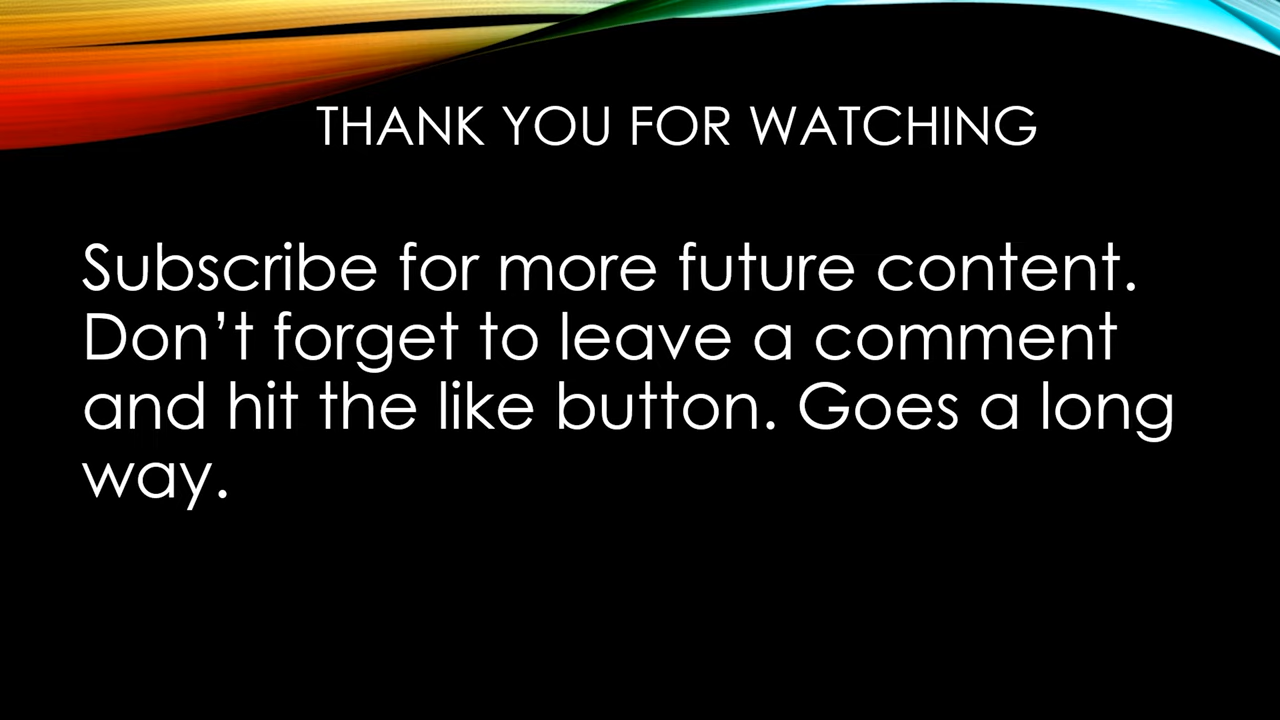 THANK YOU FOR WATCHING
Subscribe for more future content.
Don’t forget to leave a comment
and hit the like button. Goes a long
way.